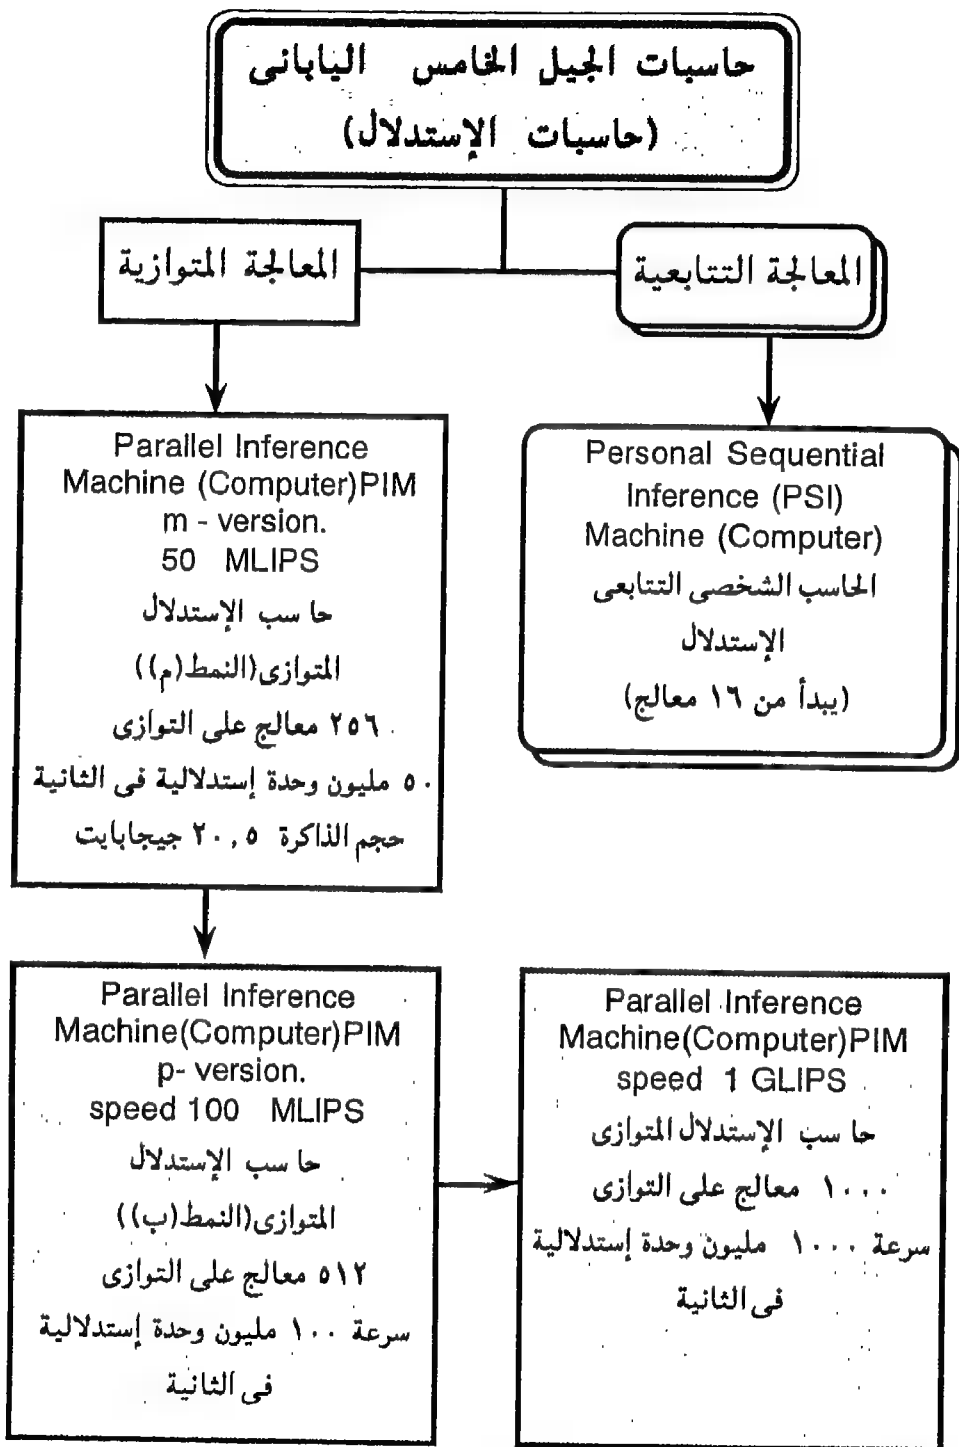 حاسبات الجيل الخامس اليابانى
(حاسبات الإستدلال)
المعالجة التتابعية
المعالجة المتوازية
Personal Sequential
Inference (PSI)
Machine (Computer)
الحاسب الشخصى التتابعى
الإستدلال
(يبدأ من ١٦ معالج)
Parallel Inference
Machine (Computer)PIM
m - version.
50 MLIPS
حا سب الإستدلال
المتوازى(النمط(م))
٢٥٦ معالج على التوازى
٥٠ مليون وحدة إستدلالية فى الثانية
حجم الذاكرة ٢٠,٥ جيجابايت
Parallel Inference
Machine(Computer)PIM
p- version.
speed 100 MLIPS
حا سب الإستدلال
المتوازى(النمط(ب))
٥١٢ معالج على التوازى
سرعة ١٠٠ مليون وحدة إستدلالية
فى الثانية
Parallel Inference
Machine(Computer)PIM
speed 1 GLIPS
حا سب الإستدلال المتوازى
١٠٠٠ معالج على التوازى
سرعة ١٠٠٠ مليون وحدة إستدلالية
فى الثانية